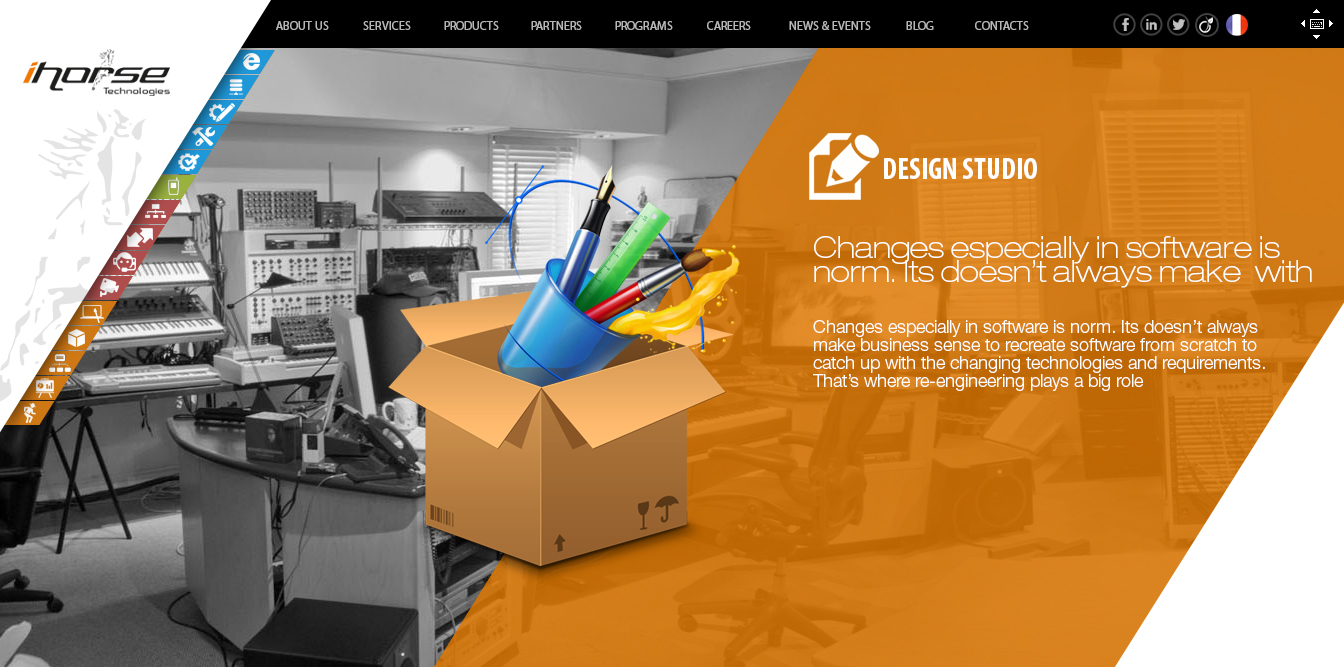 ABOUT US SERVICES PRODUCTS PARTNERS PROGRAMS CAREERS NEWS & EVENTS BLOG CONTACTS
ihorse
Technologies
DESIGN STUDIO
Changes especially in software is
norm. Its doesn't always make with
Changes especially in software is norm. Its doesn't always
make business sense to recreate software from scratch to
catch up with the changing technologies and requirements.
That's where re-engineering plays a big role